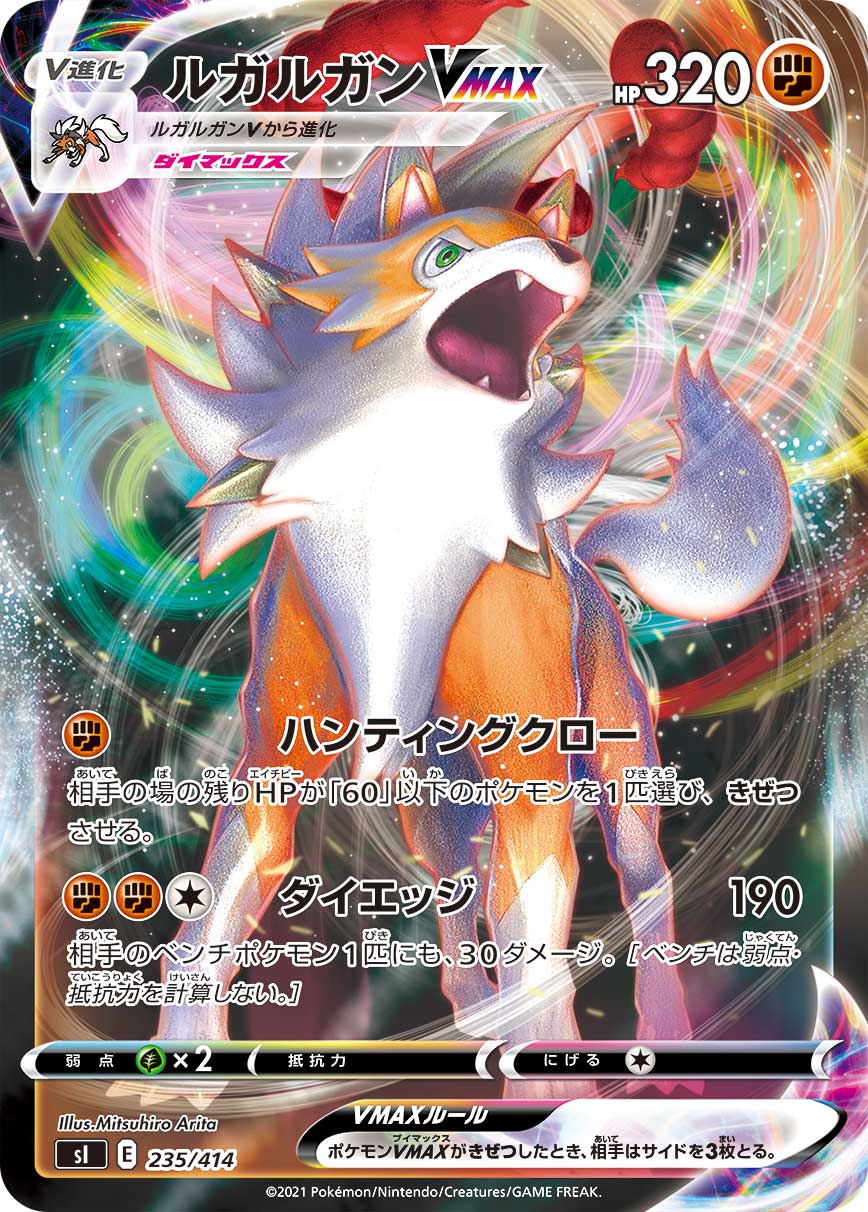 V進化
ルガルガンVMAX
HP320
ルガルガンVから進化
ダイマックス
ハンティングクロー
相手の場の残りHPが「60」以下のポケモンを1匹選び、きぜつ
させる。
ダイエッジ 190
相手のベンチポケモン1匹にも、30ダメージ。[ベンチは弱点・
抵抗力を計算しない。]
弱点 ×2 抵抗力 にげる
Illus.Mitsuhiro Arita
VMAXルール
ポケモンVMAXがきぜつしたとき、相手はサイドを3枚とる。
sI E 235/414
©2021 Pokémon/Nintendo/Creatures/GAME FREAK.